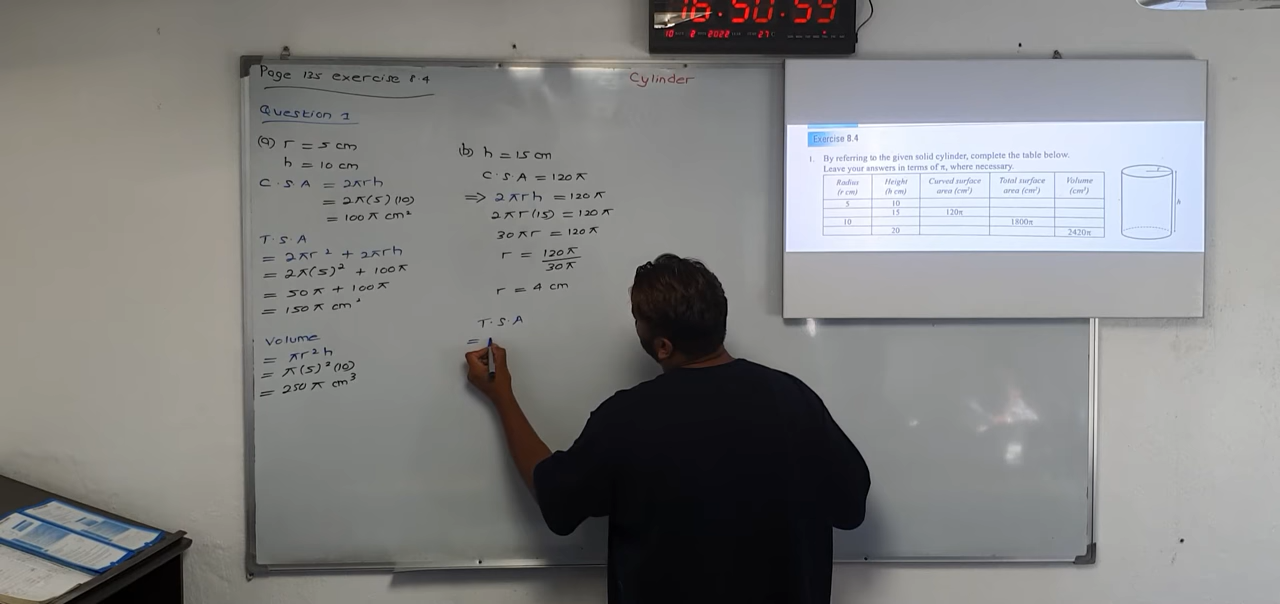 16:50:59
10 2 2022 27°C
Page 125 exercise 8.4
Cylinder
Question 1
(a) r = 5 cm
h = 10 cm
C.S.A = 2πrh
= 2π(5)(10)
= 100π cm²
T.S.A
= 2πr² + 2πrh
= 2π(5)² + 100π
= 50π + 100π
= 150π cm²
Volume
= πr²h
= π(5)²(10)
= 250π cm³
(b) h = 15 cm
C.S.A = 120π
=> 2πrh = 120π
2πr(15) = 120π
30πr = 120π
r = 120π
30π
r = 4 cm
T.S.A
=
Exercise 8.4
1. By referring to the given solid cylinder, complete the table below.
Leave your answers in terms of π, where necessary.
Radius (r cm) Height (h cm) Curved surface area (cm²) Total surface area (cm²) Volume (cm³)
5 10
15 120π
10 1800π
20 2420π
r
h